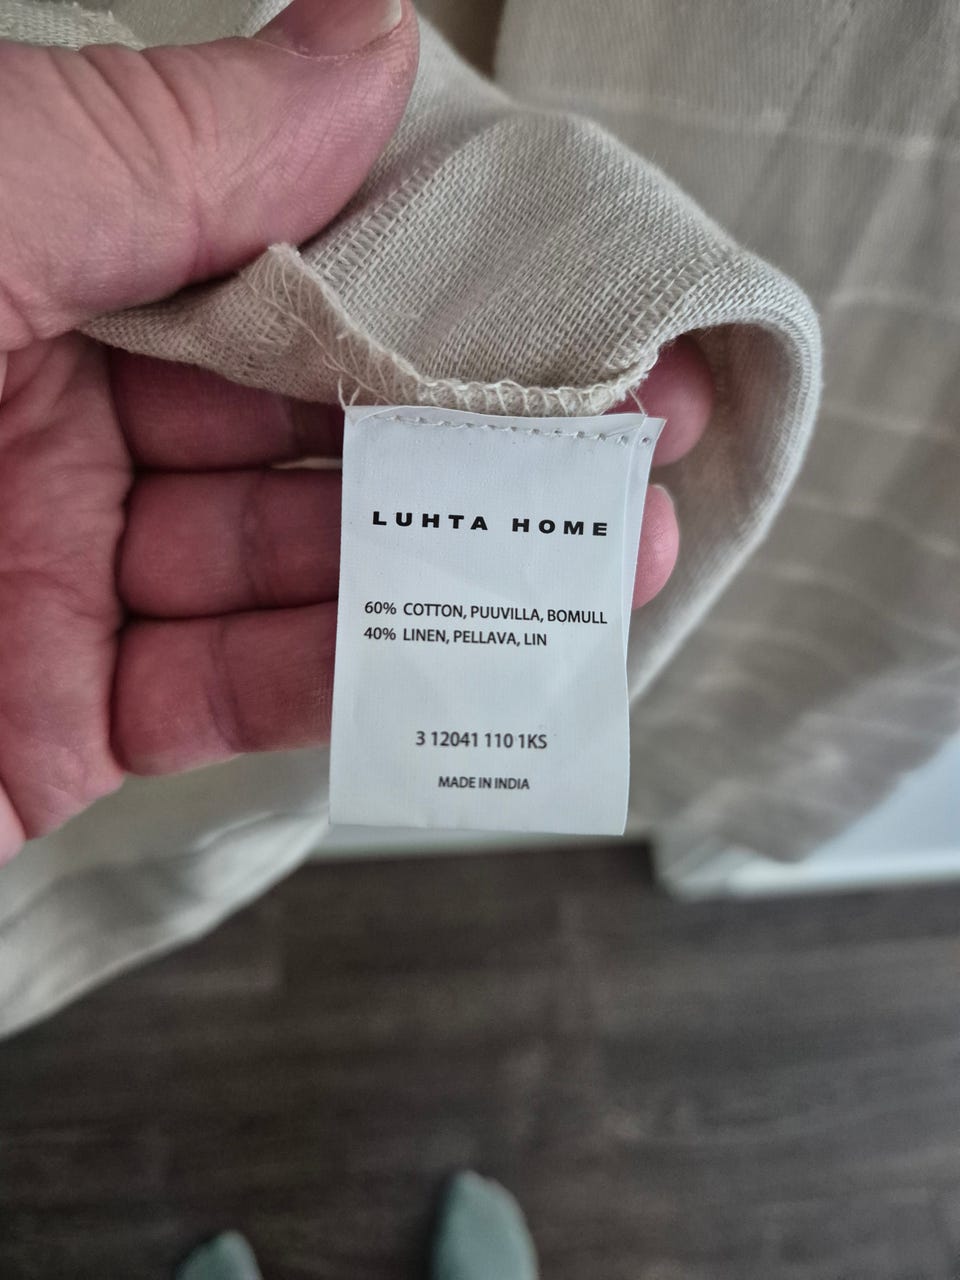 LUHTA HOME
60% COTTON, PUUVILLA, BOMULL
40% LINEN, PELLAVA, LIN
3 12041 110 1KS
MADE IN INDIA